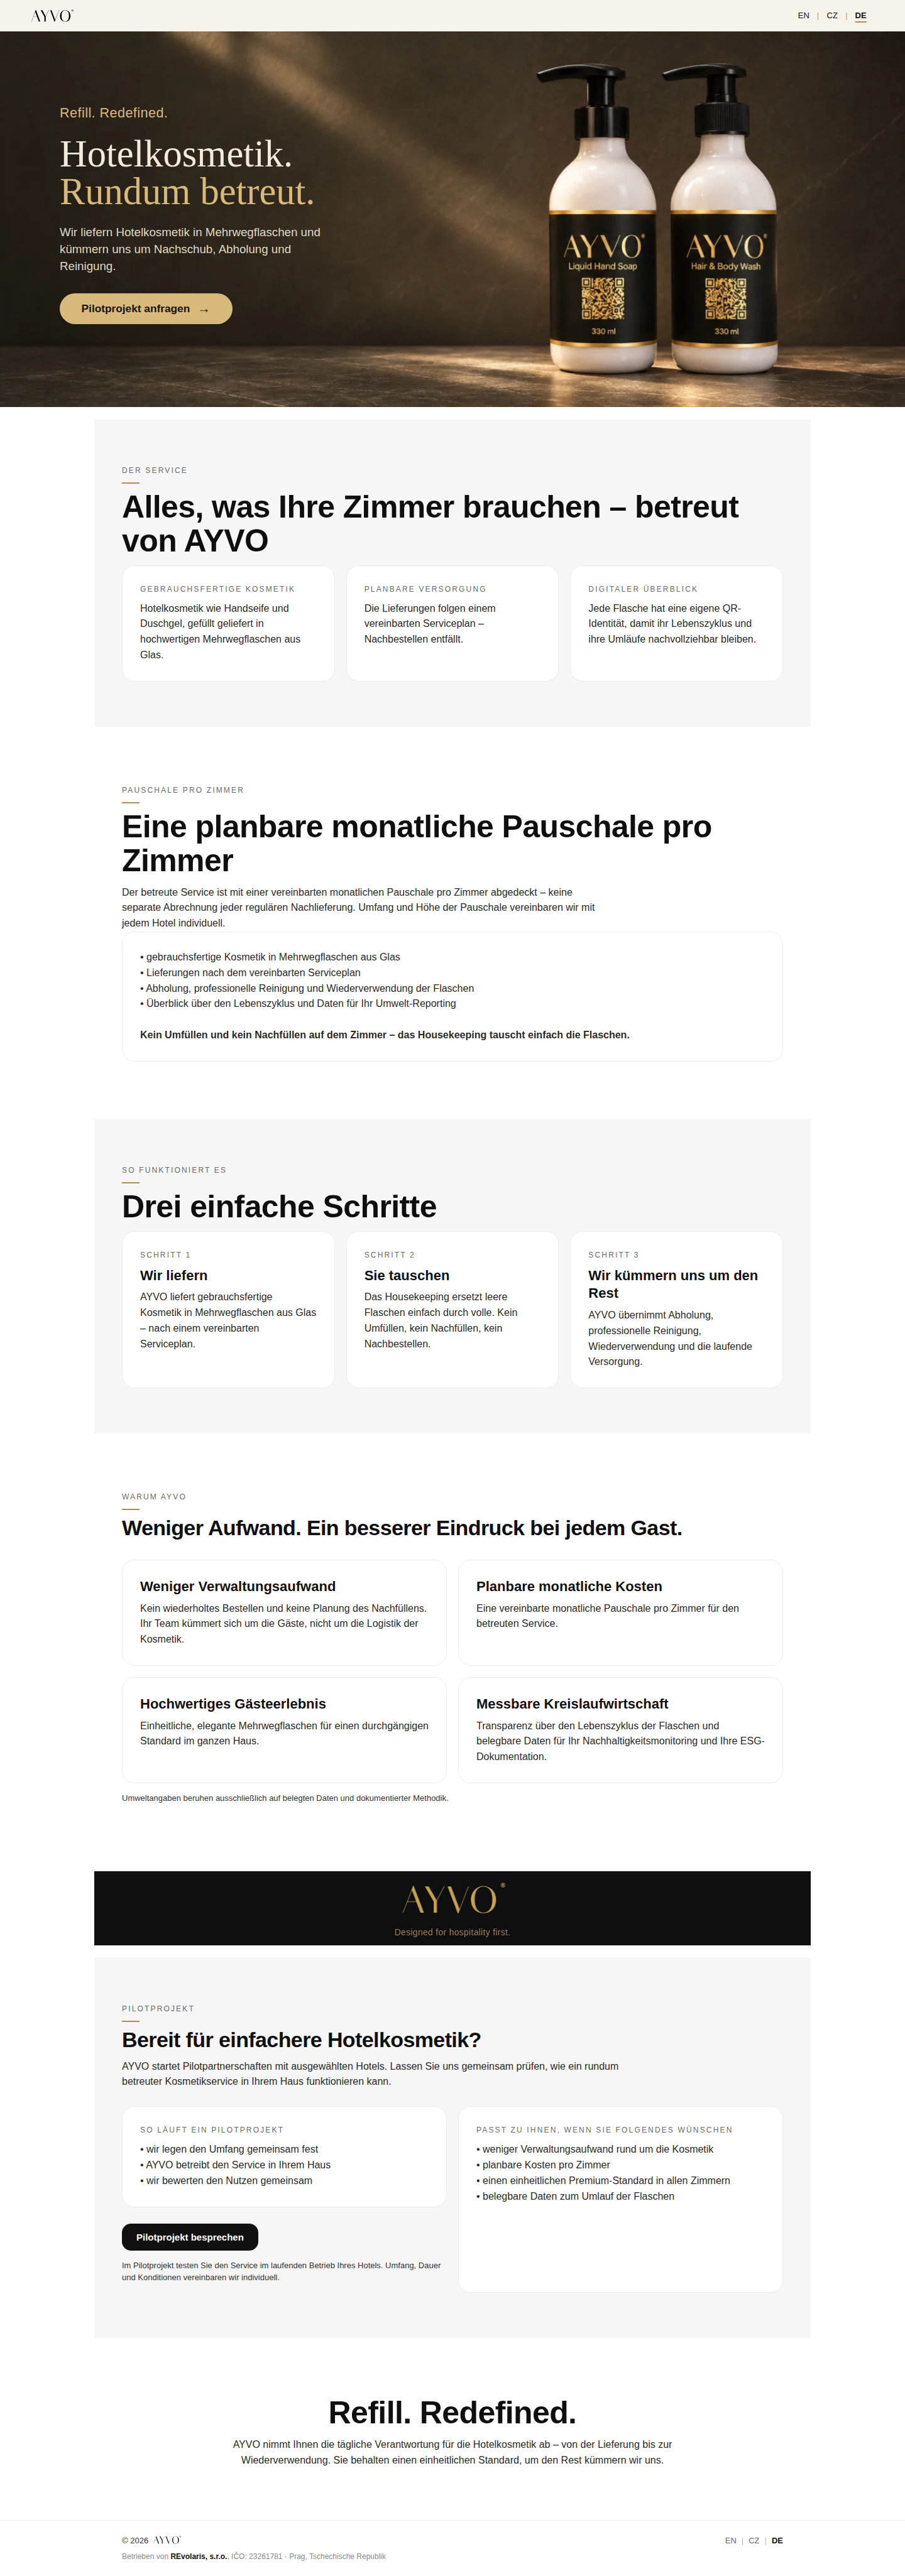 AYVO®
EN | CZ | DE
Refill. Redefined.
Hotelkosmetik.
Rundum betreut.
Wir liefern Hotelkosmetik in Mehrwegflaschen und
kümmern uns um Nachschub, Abholung und
Reinigung.
Pilotprojekt anfragen →
AYVO®
Liquid Hand Soap
330 ml
AYVO®
Hair & Body Wash
330 ml
DER SERVICE
Alles, was Ihre Zimmer brauchen – betreut
von AYVO
GEBRAUCHSFERTIGE KOSMETIK
Hotelkosmetik wie Handseife und
Duschgel, gefüllt geliefert in
hochwertigen Mehrwegflaschen aus
Glas.
PLANBARE VERSORGUNG
Die Lieferungen folgen einem
vereinbarten Serviceplan –
Nachbestellen entfällt.
DIGITALER ÜBERBLICK
Jede Flasche hat eine eigene QR-
Identität, damit ihr Lebenszyklus und
ihre Umläufe nachvollziehbar bleiben.
PAUSCHALE PRO ZIMMER
Eine planbare monatliche Pauschale pro
Zimmer
Der betreute Service ist mit einer vereinbarten monatlichen Pauschale pro Zimmer abgedeckt – keine
separate Abrechnung jeder regulären Nachlieferung. Umfang und Höhe der Pauschale vereinbaren wir mit
jedem Hotel individuell.
• gebrauchsfertige Kosmetik in Mehrwegflaschen aus Glas
• Lieferungen nach dem vereinbarten Serviceplan
• Abholung, professionelle Reinigung und Wiederverwendung der Flaschen
• Überblick über den Lebenszyklus und Daten für Ihr Umwelt-Reporting
Kein Umfüllen und kein Nachfüllen auf dem Zimmer – das Housekeeping tauscht einfach die Flaschen.
SO FUNKTIONIERT ES
Drei einfache Schritte
SCHRITT 1
Wir liefern
AYVO liefert gebrauchsfertige
Kosmetik in Mehrwegflaschen aus Glas
– nach einem vereinbarten
Serviceplan.
SCHRITT 2
Sie tauschen
Das Housekeeping ersetzt leere
Flaschen einfach durch volle. Kein
Umfüllen, kein Nachfüllen, kein
Nachbestellen.
SCHRITT 3
Wir kümmern uns um den
Rest
AYVO übernimmt Abholung,
professionelle Reinigung,
Wiederverwendung und die laufende
Versorgung.
WARUM AYVO
Weniger Aufwand. Ein besserer Eindruck bei jedem Gast.
Weniger Verwaltungsaufwand
Kein wiederholtes Bestellen und keine Planung des Nachfüllens.
Ihr Team kümmert sich um die Gäste, nicht um die Logistik der
Kosmetik.
Planbare monatliche Kosten
Eine vereinbarte monatliche Pauschale pro Zimmer für den
betreuten Service.
Hochwertiges Gästeerlebnis
Einheitliche, elegante Mehrwegflaschen für einen durchgängigen
Standard im ganzen Haus.
Messbare Kreislaufwirtschaft
Transparenz über den Lebenszyklus der Flaschen und
belegbare Daten für Ihr Nachhaltigkeitsmonitoring und Ihre ESG-
Dokumentation.
Umweltangaben beruhen ausschließlich auf belegten Daten und dokumentierter Methodik.
AYVO®
Designed for hospitality first.
PILOTPROJEKT
Bereit für einfachere Hotelkosmetik?
AYVO startet Pilotpartnerschaften mit ausgewählten Hotels. Lassen Sie uns gemeinsam prüfen, wie ein rundum
betreuter Kosmetikservice in Ihrem Haus funktionieren kann.
SO LÄUFT EIN PILOTPROJEKT
• wir legen den Umfang gemeinsam fest
• AYVO betreibt den Service in Ihrem Haus
• wir bewerten den Nutzen gemeinsam
Pilotprojekt besprechen
Im Pilotprojekt testen Sie den Service im laufenden Betrieb Ihres Hotels. Umfang, Dauer
und Konditionen vereinbaren wir individuell.
PASST ZU IHNEN, WENN SIE FOLGENDES WÜNSCHEN
• weniger Verwaltungsaufwand rund um die Kosmetik
• planbare Kosten pro Zimmer
• einen einheitlichen Premium-Standard in allen Zimmern
• belegbare Daten zum Umlauf der Flaschen
Refill. Redefined.
AYVO nimmt Ihnen die tägliche Verantwortung für die Hotelkosmetik ab – von der Lieferung bis zur
Wiederverwendung. Sie behalten einen einheitlichen Standard, um den Rest kümmern wir uns.
© 2026 AYVO®
EN | CZ | DE
Betrieben von REvolaris, s.r.o., IČO: 23261781 · Prag, Tschechische Republik